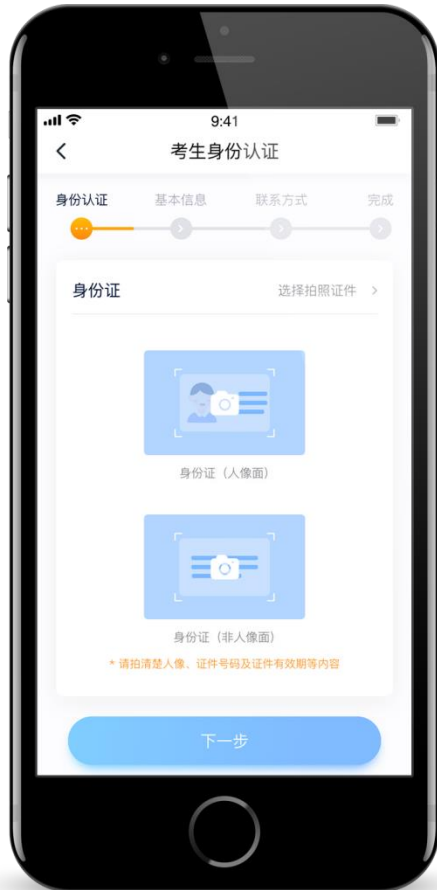 9:41
考生身份认证
身份认证 基本信息 联系方式 完成
身份证 选择拍照证件
身份证（人像面）
身份证（非人像面）
* 请拍清楚人像、证件号码及证件有效期等内容
下一步